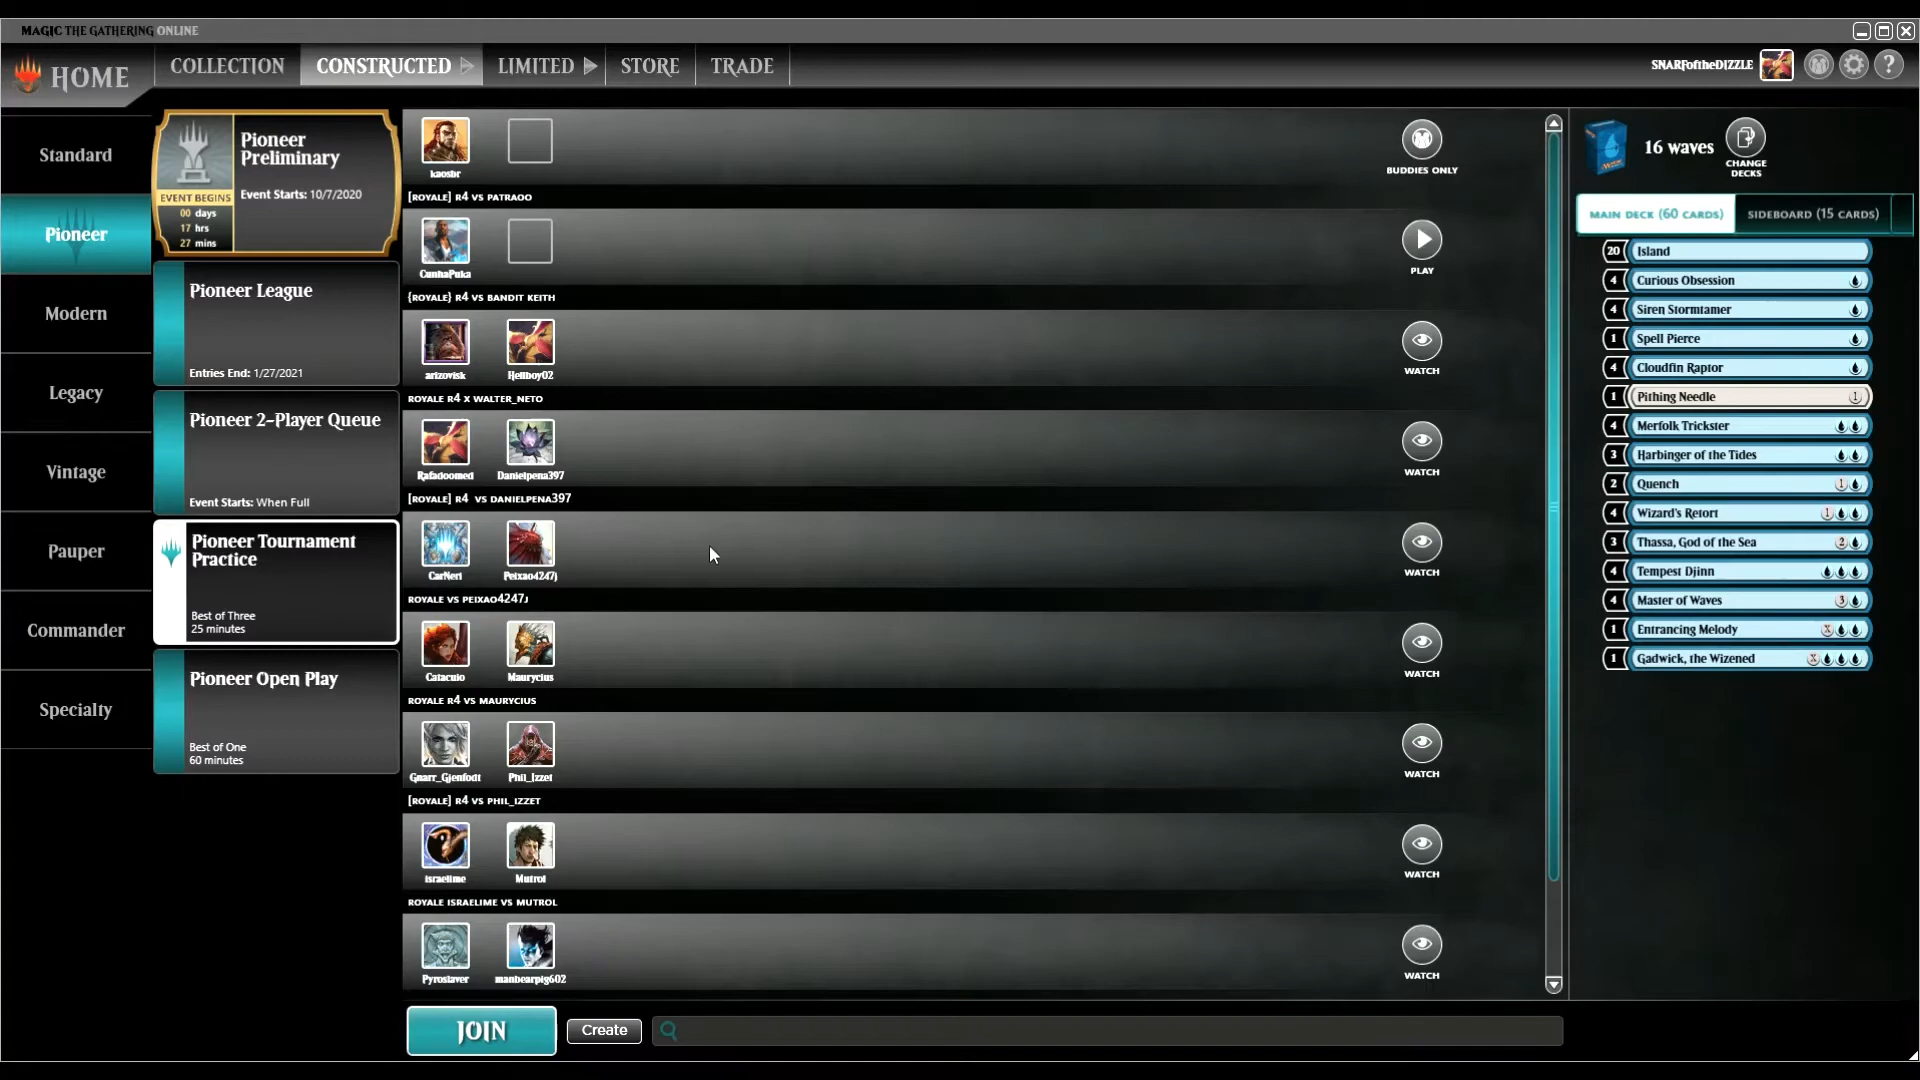 MAGIC THE GATHERING ONLINE
HOME
COLLECTION
CONSTRUCTED
LIMITED
STORE
TRADE
SNARFoftheDIZZLE
?
Standard
Pioneer
Modern
Legacy
Vintage
Pauper
Commander
Specialty
Pioneer
Preliminary
Event Starts: 10/7/2020
EVENT BEGINS
00 days
17 hrs
27 mins
Pioneer League
Entries End: 1/27/2021
Pioneer 2-Player Queue
Event Starts: When Full
Pioneer Tournament
Practice
Best of Three
25 minutes
Pioneer Open Play
Best of One
60 minutes
kaosbr
BUDDIES ONLY
[ROYALE] R4 VS PATRAOO
CunhaPuka
PLAY
{ROYALE} R4 VS BANDIT KEITH
arizovisk
Hellboy02
WATCH
ROYALE R4 X WALTER_NETO
Rafadoomed
Danielpena397
WATCH
[ROYALE] R4 VS DANIELPENA397
CarNeri
Peixao4247j
WATCH
ROYALE VS PEIXAO4247J
Cataculo
Maurycius
WATCH
ROYALE R4 VS MAURYCIUS
Gnarr_Gjenfodt
Phil_Izzet
WATCH
[ROYALE] R4 VS PHIL_IZZET
israelime
Mutrol
WATCH
ROYALE ISRAELIME VS MUTROL
Pyroslaver
manbearpig602
WATCH
JOIN
Create
16 waves
CHANGE
DECKS
MAIN DECK (60 CARDS)
SIDEBOARD (15 CARDS)
20 Island
4 Curious Obsession
4 Siren Stormtamer
1 Spell Pierce
4 Cloudfin Raptor
1 Pithing Needle 1
4 Merfolk Trickster
3 Harbinger of the Tides
2 Quench 1
4 Wizard's Retort 1
3 Thassa, God of the Sea 2
4 Tempest Djinn
4 Master of Waves 3
1 Entrancing Melody X
1 Gadwick, the Wizened X